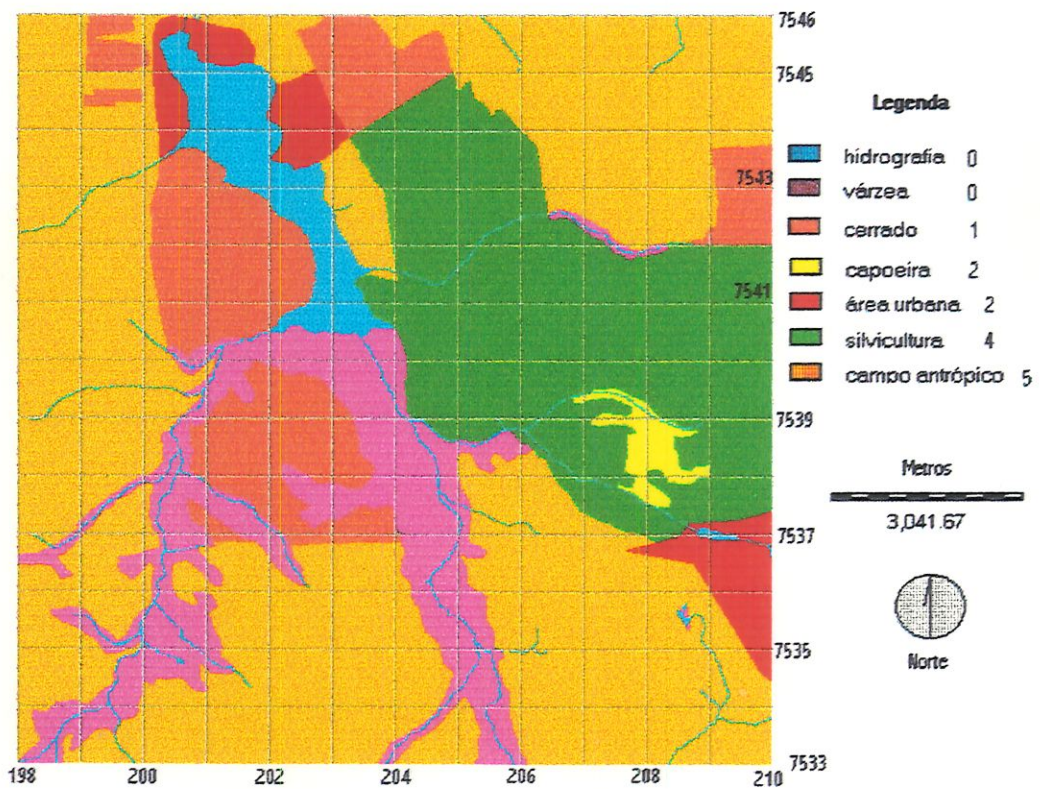 7546
7545
7543
7541
7539
7537
7535
7533
198 200 202 204 206 208 210
Legenda
hidrografia 0
várzea 0
cerrado 1
capoeira 2
área urbana 2
silvicultura 4
campo antrópico 5
Metros
3,041.67
Norte